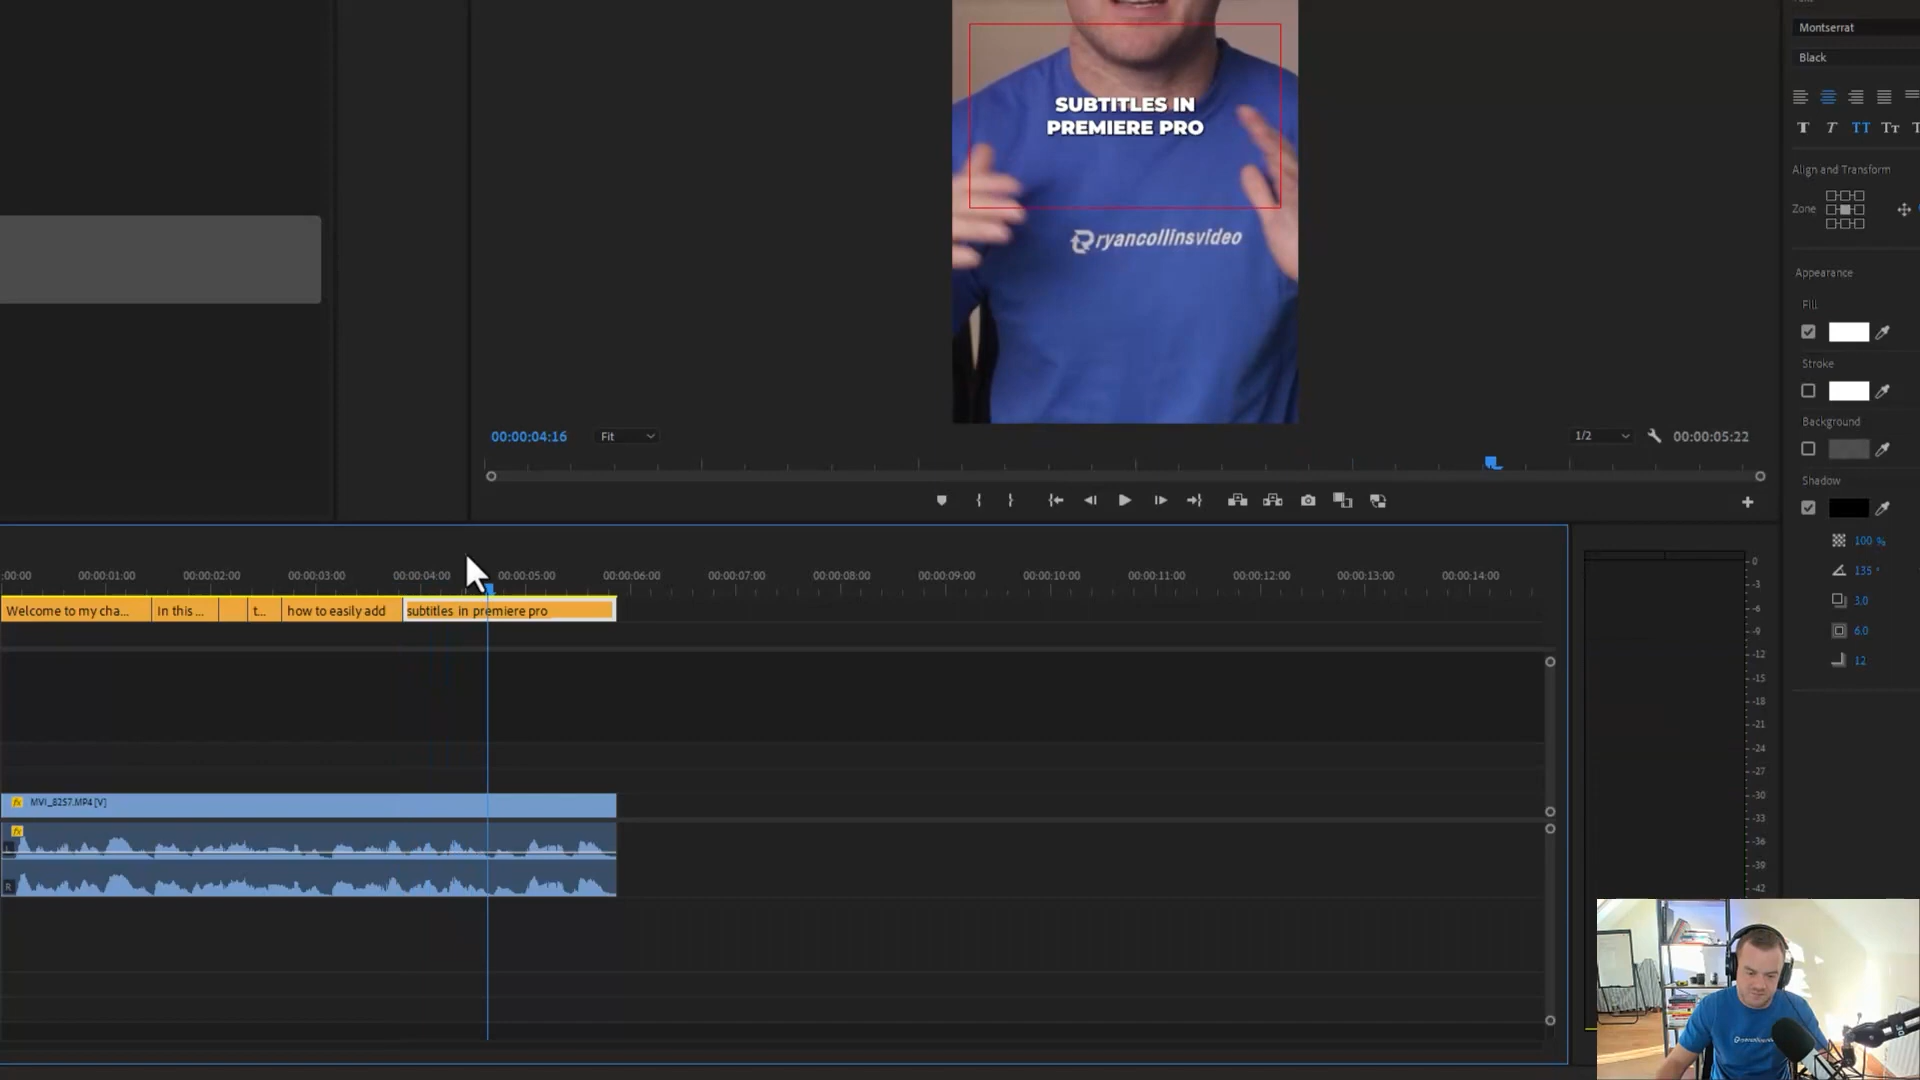 Montserrat
Black
SUBTITLES IN
PREMIERE PRO
T T TT Tt
Align and Transform
Zone
ryancollinsvideo
Appearance
Fill
Stroke
Background
Shadow
00:00:04:16 Fit 1/2 00:00:05:22
100 %
135 °
3.0
6.0
12
:00:00 00:00:01:00 00:00:02:00 00:00:03:00 00:00:04:00 00:00:05:00 00:00:06:00 00:00:07:00 00:00:08:00 00:00:09:00 00:00:10:00 00:00:11:00 00:00:12:00 00:00:13:00 00:00:14:00
Welcome to my cha... In this ... t... how to easily add subtitles in premiere pro
MVI_8257.MP4 [V]
fx
fx
L
R
0
-3
-6
-9
-12
-15
-18
-21
-24
-27
-30
-33
-36
-39
-42